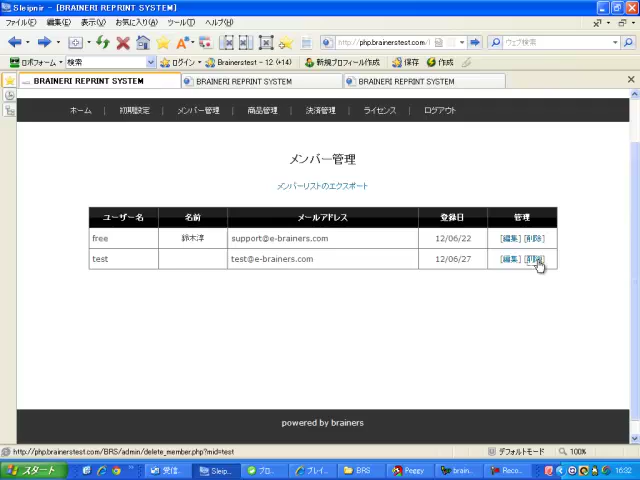 Sleipnir - [BRAINERI REPRINT SYSTEM]
ファイル(F) 編集(E) 表示(V) お気に入り(A) ツール(T) ヘルプ(H)
http://php.brainerstest.com/ ウェブ検索
ロボフォーム 検索 ログイン Brainerstest - 12 (+14) 新規プロフィール作成 保存 作成
BRAINERI REPRINT SYSTEM BRAINERI REPRINT SYSTEM BRAINERI REPRINT SYSTEM
ホーム | 初期設定 | メンバー管理 | 商品管理 | 決済管理 | ライセンス | ログアウト
メンバー管理
メンバーリストのエクスポート
ユーザー名 名前 メールアドレス 登録日 管理
free 鈴木淳 support@e-brainers.com 12/06/22 [編集] [削除]
test test@e-brainers.com 12/06/27 [編集] [削除]
powered by brainers
http://php.brainerstest.com/BRS/admin/delete_member.php?mid=test デフォルトモード 100%
スタート 受信 Sleip... ブロ... ブレイ... BRS Peggy brain... Reco... 16:32